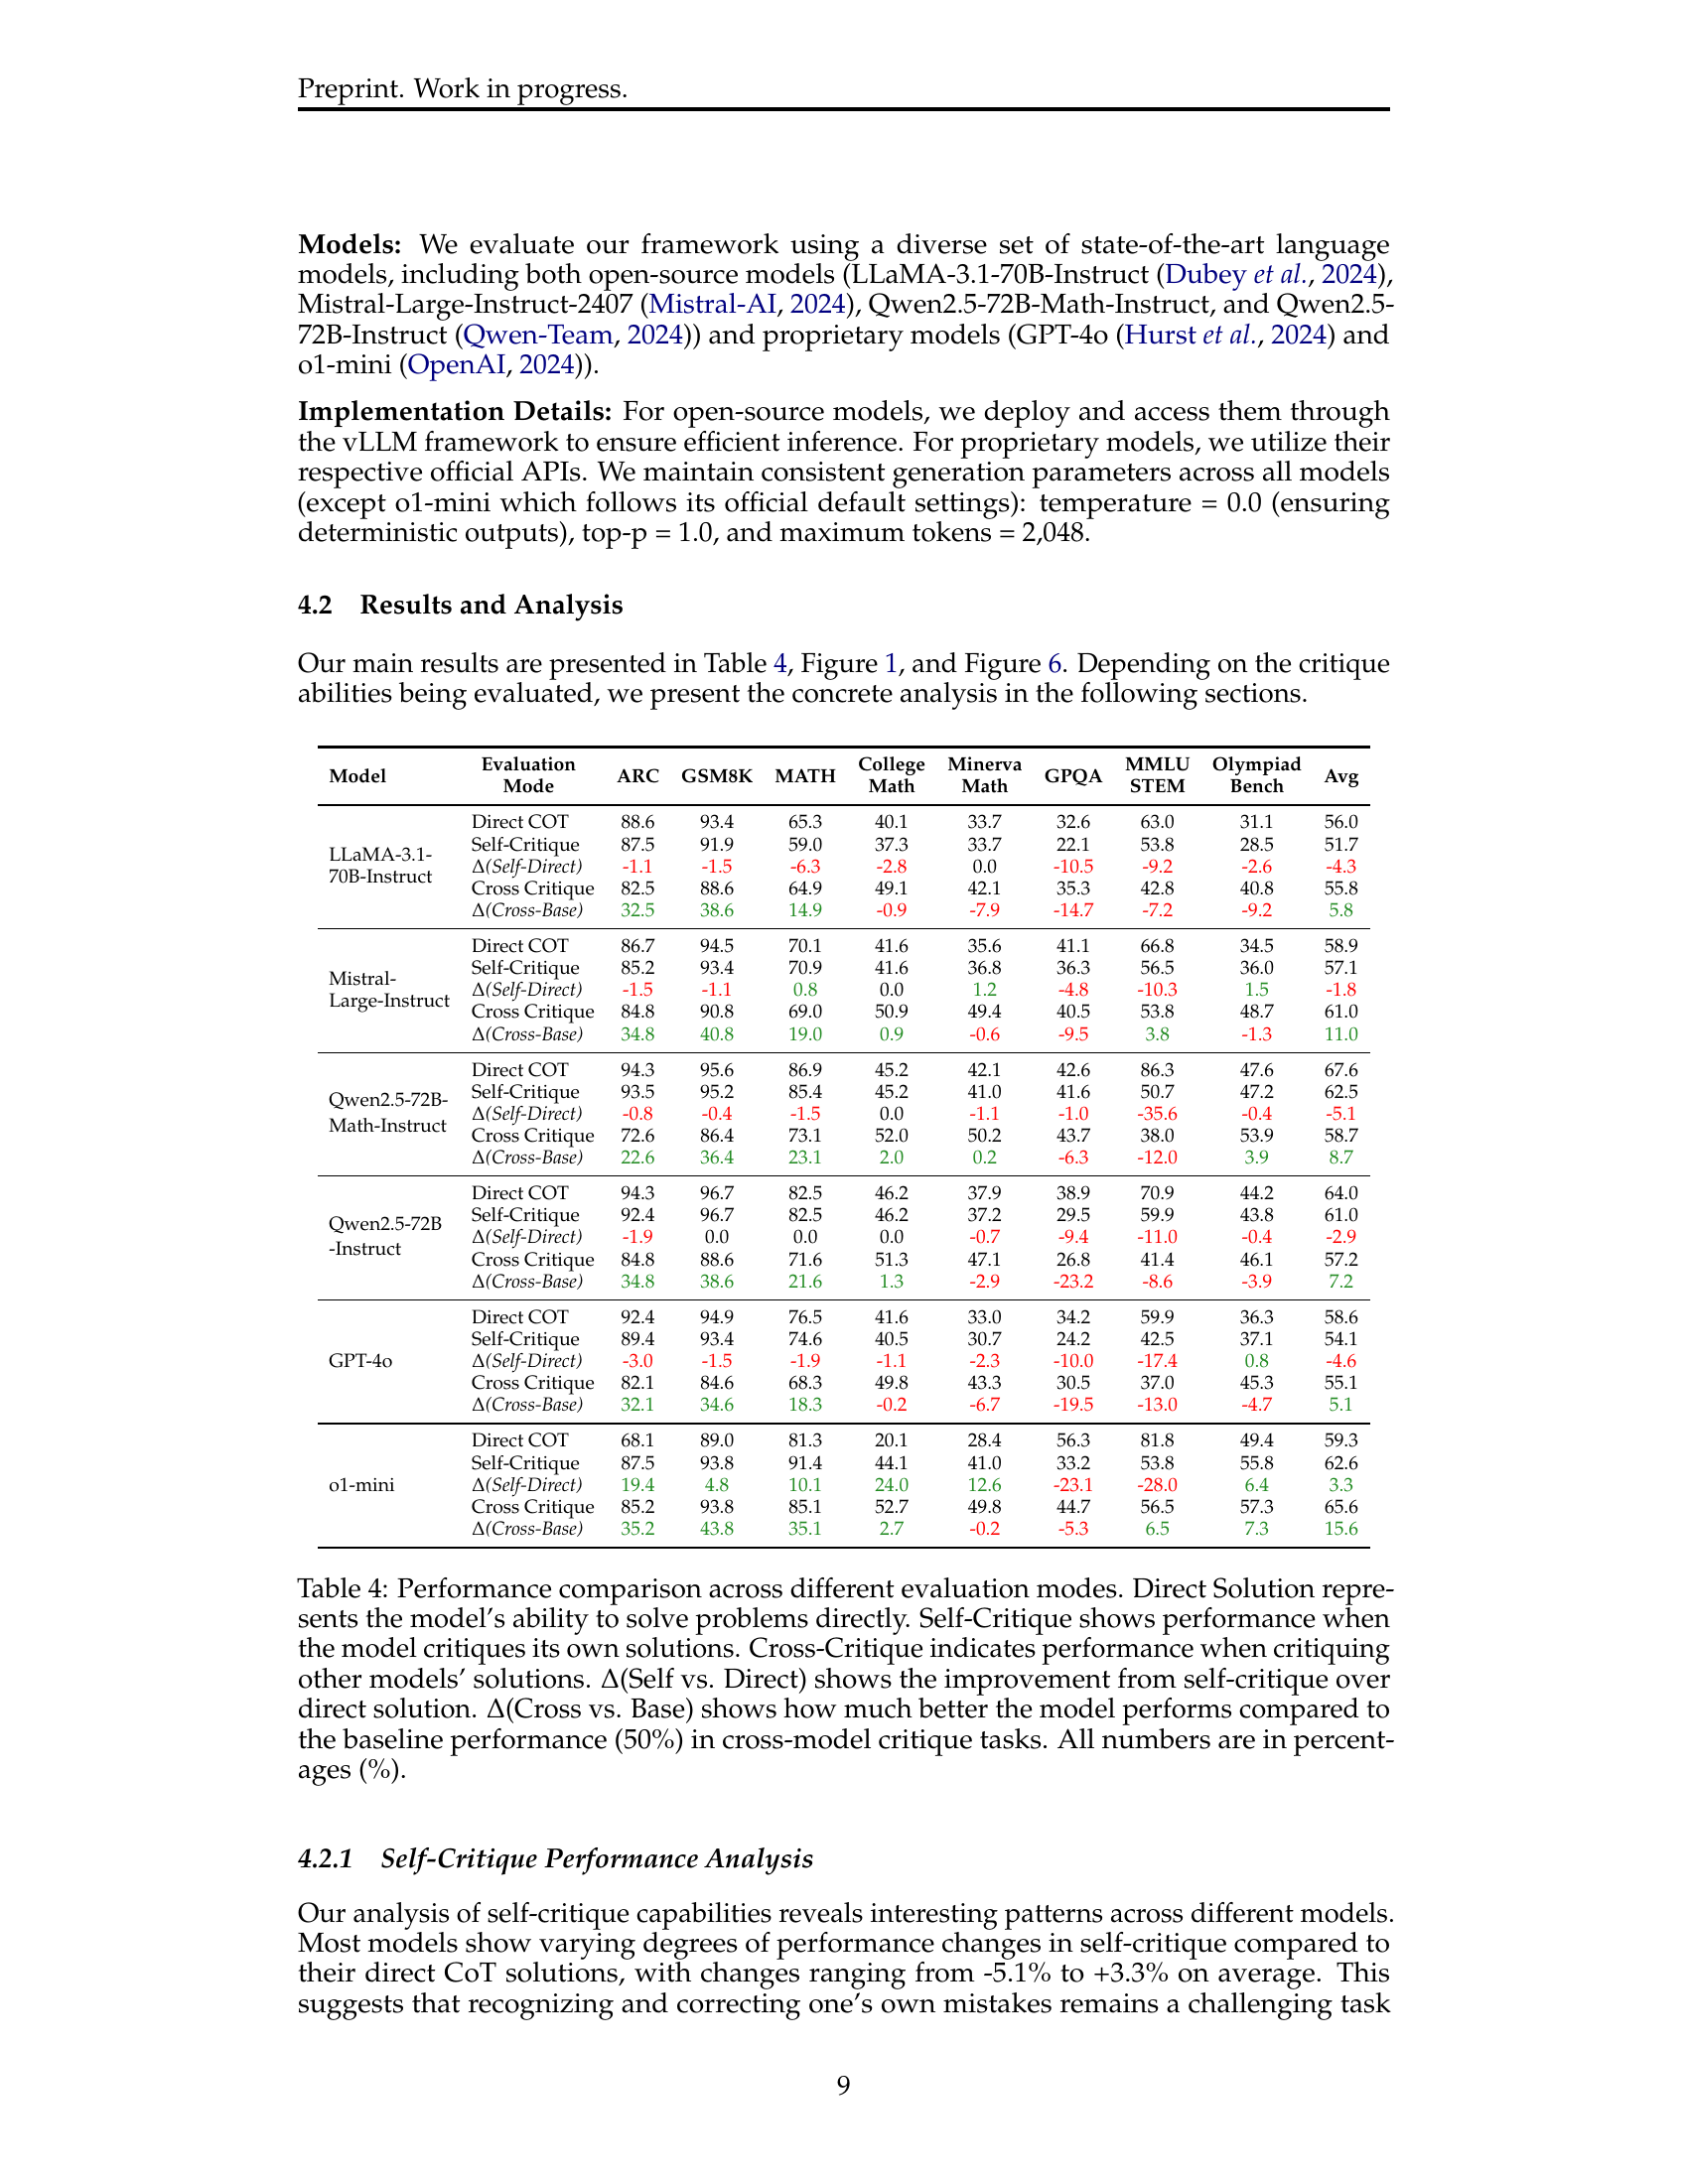 Preprint. Work in progress.
Models: We evaluate our framework using a diverse set of state-of-the-art language
models, including both open-source models (LLaMA-3.1-70B-Instruct (Dubey et al., 2024),
Mistral-Large-Instruct-2407 (Mistral-AI, 2024), Qwen2.5-72B-Math-Instruct, and Qwen2.5-
72B-Instruct (Qwen-Team, 2024)) and proprietary models (GPT-4o (Hurst et al., 2024) and
o1-mini (OpenAI, 2024)).
Implementation Details: For open-source models, we deploy and access them through
the vLLM framework to ensure efficient inference. For proprietary models, we utilize their
respective official APIs. We maintain consistent generation parameters across all models
(except o1-mini which follows its official default settings): temperature = 0.0 (ensuring
deterministic outputs), top-p = 1.0, and maximum tokens = 2,048.
4.2 Results and Analysis
Our main results are presented in Table 4, Figure 1, and Figure 6. Depending on the critique
abilities being evaluated, we present the concrete analysis in the following sections.
Model Evaluation Mode ARC GSM8K MATH College Math Minerva Math GPQA MMLU STEM Olympiad Bench Avg
LLaMA-3.1-
70B-Instruct
Direct COT 88.6 93.4 65.3 40.1 33.7 32.6 63.0 31.1 56.0
Self-Critique 87.5 91.9 59.0 37.3 33.7 22.1 53.8 28.5 51.7
Δ(Self-Direct) -1.1 -1.5 -6.3 -2.8 0.0 -10.5 -9.2 -2.6 -4.3
Cross Critique 82.5 88.6 64.9 49.1 42.1 35.3 42.8 40.8 55.8
Δ(Cross-Base) 32.5 38.6 14.9 -0.9 -7.9 -14.7 -7.2 -9.2 5.8
Mistral-
Large-Instruct
Direct COT 86.7 94.5 70.1 41.6 35.6 41.1 66.8 34.5 58.9
Self-Critique 85.2 93.4 70.9 41.6 36.8 36.3 56.5 36.0 57.1
Δ(Self-Direct) -1.5 -1.1 0.8 0.0 1.2 -4.8 -10.3 1.5 -1.8
Cross Critique 84.8 90.8 69.0 50.9 49.4 40.5 53.8 48.7 61.0
Δ(Cross-Base) 34.8 40.8 19.0 0.9 -0.6 -9.5 3.8 -1.3 11.0
Qwen2.5-72B-
Math-Instruct
Direct COT 94.3 95.6 86.9 45.2 42.1 42.6 86.3 47.6 67.6
Self-Critique 93.5 95.2 85.4 45.2 41.0 41.6 50.7 47.2 62.5
Δ(Self-Direct) -0.8 -0.4 -1.5 0.0 -1.1 -1.0 -35.6 -0.4 -5.1
Cross Critique 72.6 86.4 73.1 52.0 50.2 43.7 38.0 53.9 58.7
Δ(Cross-Base) 22.6 36.4 23.1 2.0 0.2 -6.3 -12.0 3.9 8.7
Qwen2.5-72B
-Instruct
Direct COT 94.3 96.7 82.5 46.2 37.9 38.9 70.9 44.2 64.0
Self-Critique 92.4 96.7 82.5 46.2 37.2 29.5 59.9 43.8 61.0
Δ(Self-Direct) -1.9 0.0 0.0 0.0 -0.7 -9.4 -11.0 -0.4 -2.9
Cross Critique 84.8 88.6 71.6 51.3 47.1 26.8 41.4 46.1 57.2
Δ(Cross-Base) 34.8 38.6 21.6 1.3 -2.9 -23.2 -8.6 -3.9 7.2
GPT-4o
Direct COT 92.4 94.9 76.5 41.6 33.0 34.2 59.9 36.3 58.6
Self-Critique 89.4 93.4 74.6 40.5 30.7 24.2 42.5 37.1 54.1
Δ(Self-Direct) -3.0 -1.5 -1.9 -1.1 -2.3 -10.0 -17.4 0.8 -4.6
Cross Critique 82.1 84.6 68.3 49.8 43.3 30.5 37.0 45.3 55.1
Δ(Cross-Base) 32.1 34.6 18.3 -0.2 -6.7 -19.5 -13.0 -4.7 5.1
o1-mini
Direct COT 68.1 89.0 81.3 20.1 28.4 56.3 81.8 49.4 59.3
Self-Critique 87.5 93.8 91.4 44.1 41.0 33.2 53.8 55.8 62.6
Δ(Self-Direct) 19.4 4.8 10.1 24.0 12.6 -23.1 -28.0 6.4 3.3
Cross Critique 85.2 93.8 85.1 52.7 49.8 44.7 56.5 57.3 65.6
Δ(Cross-Base) 35.2 43.8 35.1 2.7 -0.2 -5.3 6.5 7.3 15.6
Table 4: Performance comparison across different evaluation modes. Direct Solution repre-
sents the model's ability to solve problems directly. Self-Critique shows performance when
the model critiques its own solutions. Cross-Critique indicates performance when critiquing
other models' solutions. Δ(Self vs. Direct) shows the improvement from self-critique over
direct solution. Δ(Cross vs. Base) shows how much better the model performs compared to
the baseline performance (50%) in cross-model critique tasks. All numbers are in percent-
ages (%).
4.2.1 Self-Critique Performance Analysis
Our analysis of self-critique capabilities reveals interesting patterns across different models.
Most models show varying degrees of performance changes in self-critique compared to
their direct CoT solutions, with changes ranging from -5.1% to +3.3% on average. This
suggests that recognizing and correcting one's own mistakes remains a challenging task
9